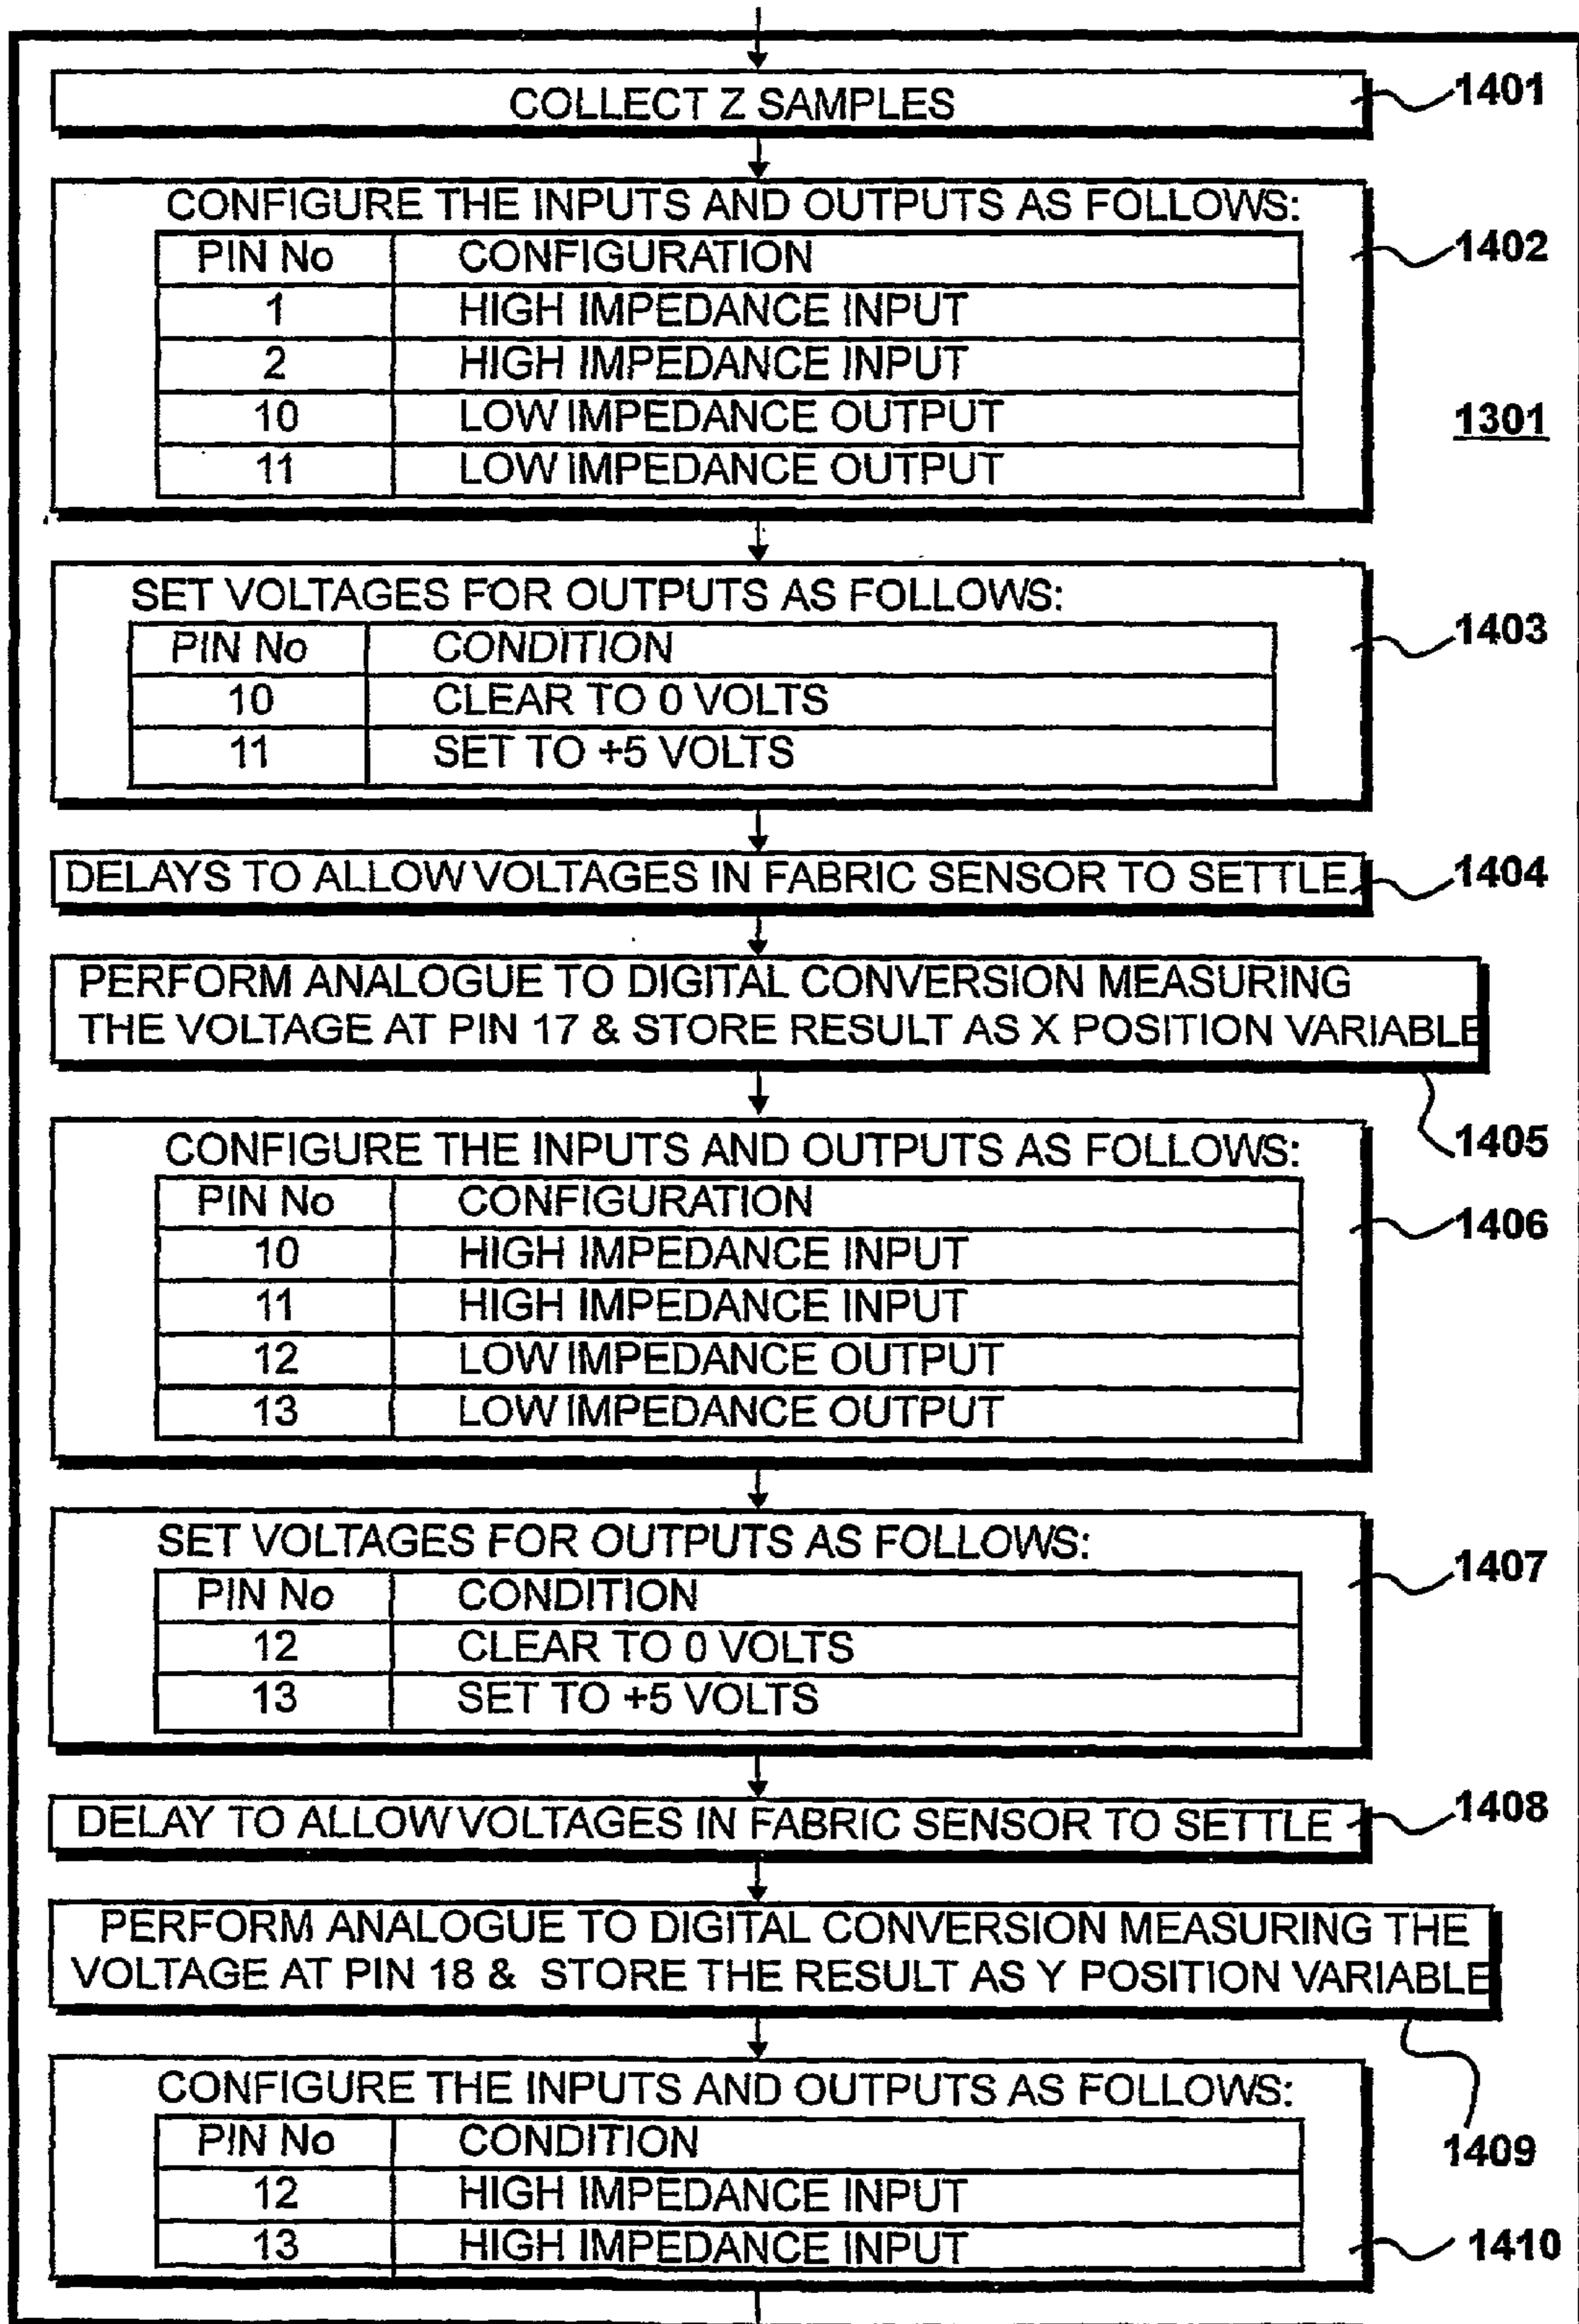 COLLECT Z SAMPLES
1401
CONFIGURE THE INPUTS AND OUTPUTS AS FOLLOWS:
PIN No CONFIGURATION
1402
1 HIGH IMPEDANCE INPUT
2 HIGH IMPEDANCE INPUT
10 LOW IMPEDANCE OUTPUT
1301
11 LOW IMPEDANCE OUTPUT
SET VOLTAGES FOR OUTPUTS AS FOLLOWS:
PIN No CONDITION
1403
10 CLEAR TO 0 VOLTS
11 SET TO +5 VOLTS
DELAYS TO ALLOW VOLTAGES IN FABRIC SENSOR TO SETTLE
1404
PERFORM ANALOGUE TO DIGITAL CONVERSION MEASURING
THE VOLTAGE AT PIN 17 & STORE RESULT AS X POSITION VARIABLE
1405
CONFIGURE THE INPUTS AND OUTPUTS AS FOLLOWS:
PIN No CONFIGURATION
1406
10 HIGH IMPEDANCE INPUT
11 HIGH IMPEDANCE INPUT
12 LOW IMPEDANCE OUTPUT
13 LOW IMPEDANCE OUTPUT
SET VOLTAGES FOR OUTPUTS AS FOLLOWS:
1407
PIN No CONDITION
12 CLEAR TO 0 VOLTS
13 SET TO +5 VOLTS
DELAY TO ALLOW VOLTAGES IN FABRIC SENSOR TO SETTLE
1408
PERFORM ANALOGUE TO DIGITAL CONVERSION MEASURING THE
VOLTAGE AT PIN 18 & STORE THE RESULT AS Y POSITION VARIABLE
1409
CONFIGURE THE INPUTS AND OUTPUTS AS FOLLOWS:
PIN No CONDITION
12 HIGH IMPEDANCE INPUT
13 HIGH IMPEDANCE INPUT
1410